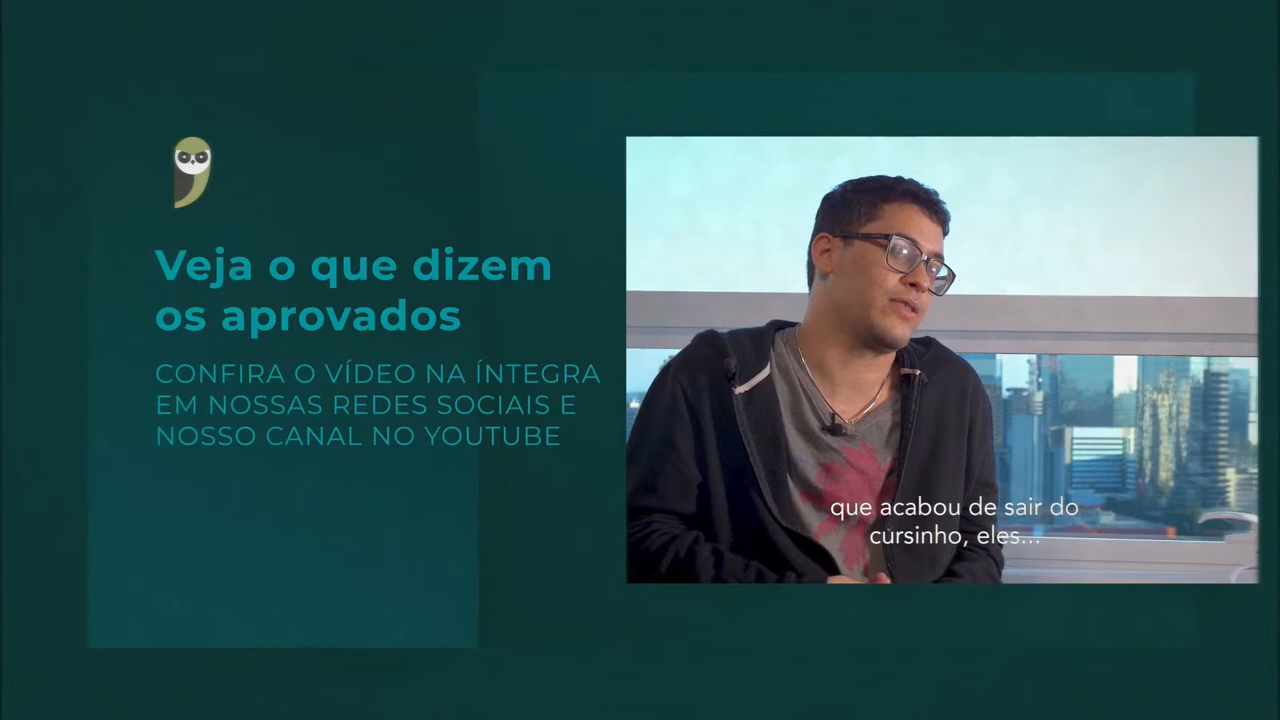 Veja o que dizem
os aprovados
CONFIRA O VÍDEO NA ÍNTEGRA
EM NOSSAS REDES SOCIAIS E
NOSSO CANAL NO YOUTUBE
que acabou de sair do
cursinho, eles...